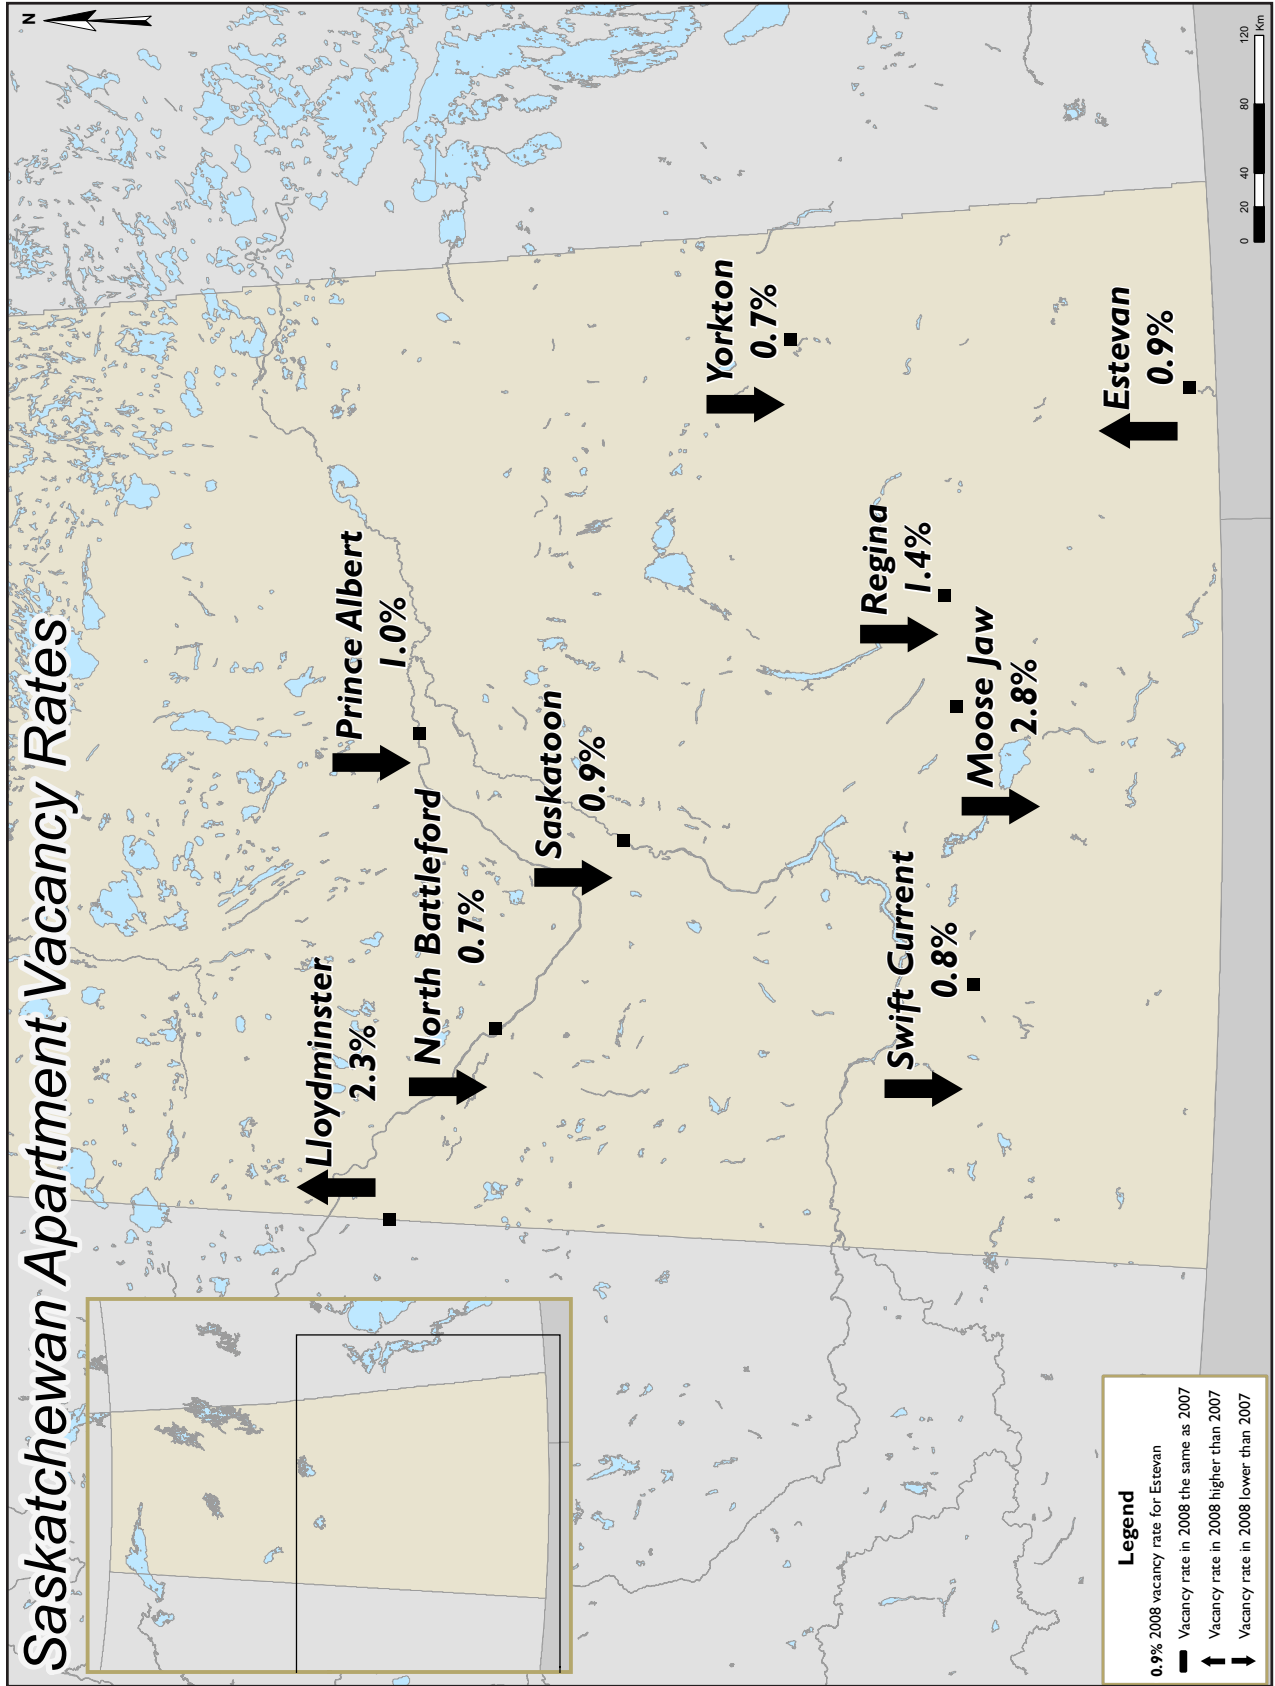 Saskatchewan Apartment Vacancy Rates
N
Lloydminster
2.3%
Prince Albert
1.0%
North Battleford
0.7%
Saskatoon
0.9%
Yorkton
0.7%
Regina
1.4%
Swift Current
0.8%
Moose Jaw
2.8%
Estevan
0.9%
Legend
0.9% 2008 vacancy rate for Estevan
Vacancy rate in 2008 the same as 2007
Vacancy rate in 2008 higher than 2007
Vacancy rate in 2008 lower than 2007
0 20 40 80 120
Km